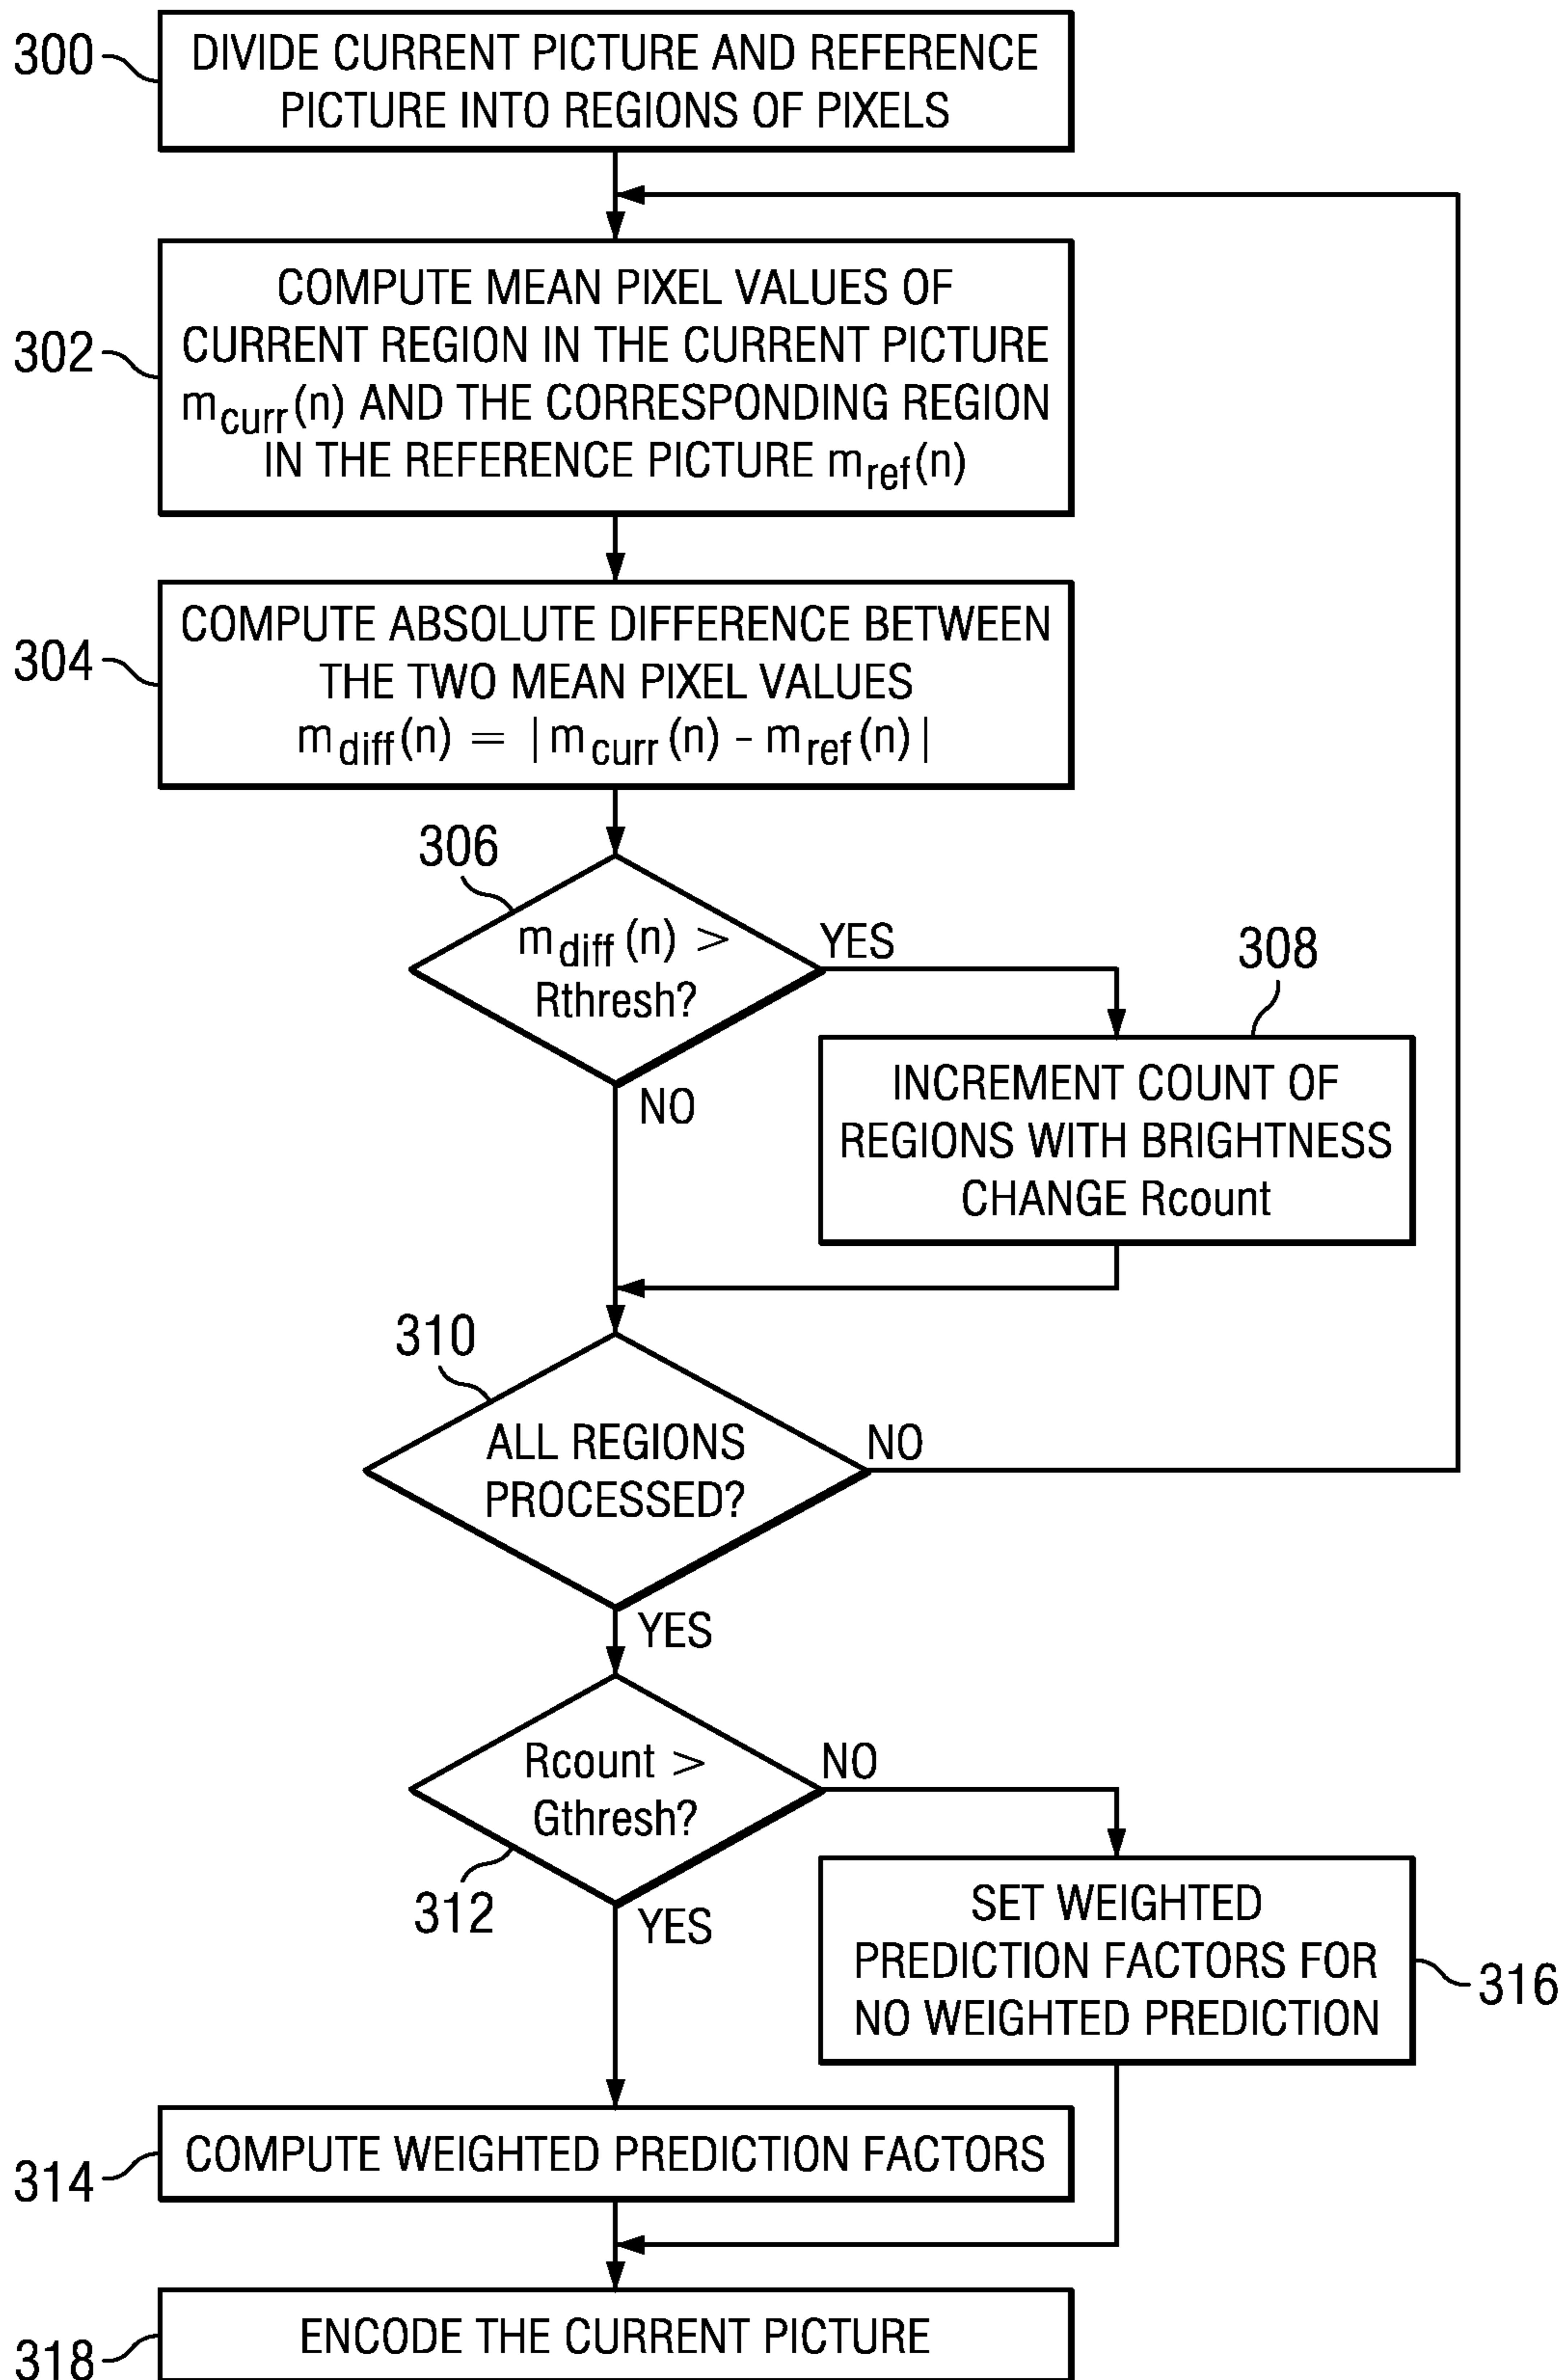 300
DIVIDE CURRENT PICTURE AND REFERENCE
PICTURE INTO REGIONS OF PIXELS
302
COMPUTE MEAN PIXEL VALUES OF
CURRENT REGION IN THE CURRENT PICTURE
mcurr(n) AND THE CORRESPONDING REGION
IN THE REFERENCE PICTURE mref(n)
304
COMPUTE ABSOLUTE DIFFERENCE BETWEEN
THE TWO MEAN PIXEL VALUES
mdiff(n) = |mcurr(n) - mref(n)|
306
mdiff(n) >
Rthresh?
YES
NO
308
INCREMENT COUNT OF
REGIONS WITH BRIGHTNESS
CHANGE Rcount
310
ALL REGIONS
PROCESSED?
NO
YES
312
Rcount >
Gthresh?
NO
YES
SET WEIGHTED
PREDICTION FACTORS FOR
NO WEIGHTED PREDICTION
316
314
COMPUTE WEIGHTED PREDICTION FACTORS
318
ENCODE THE CURRENT PICTURE